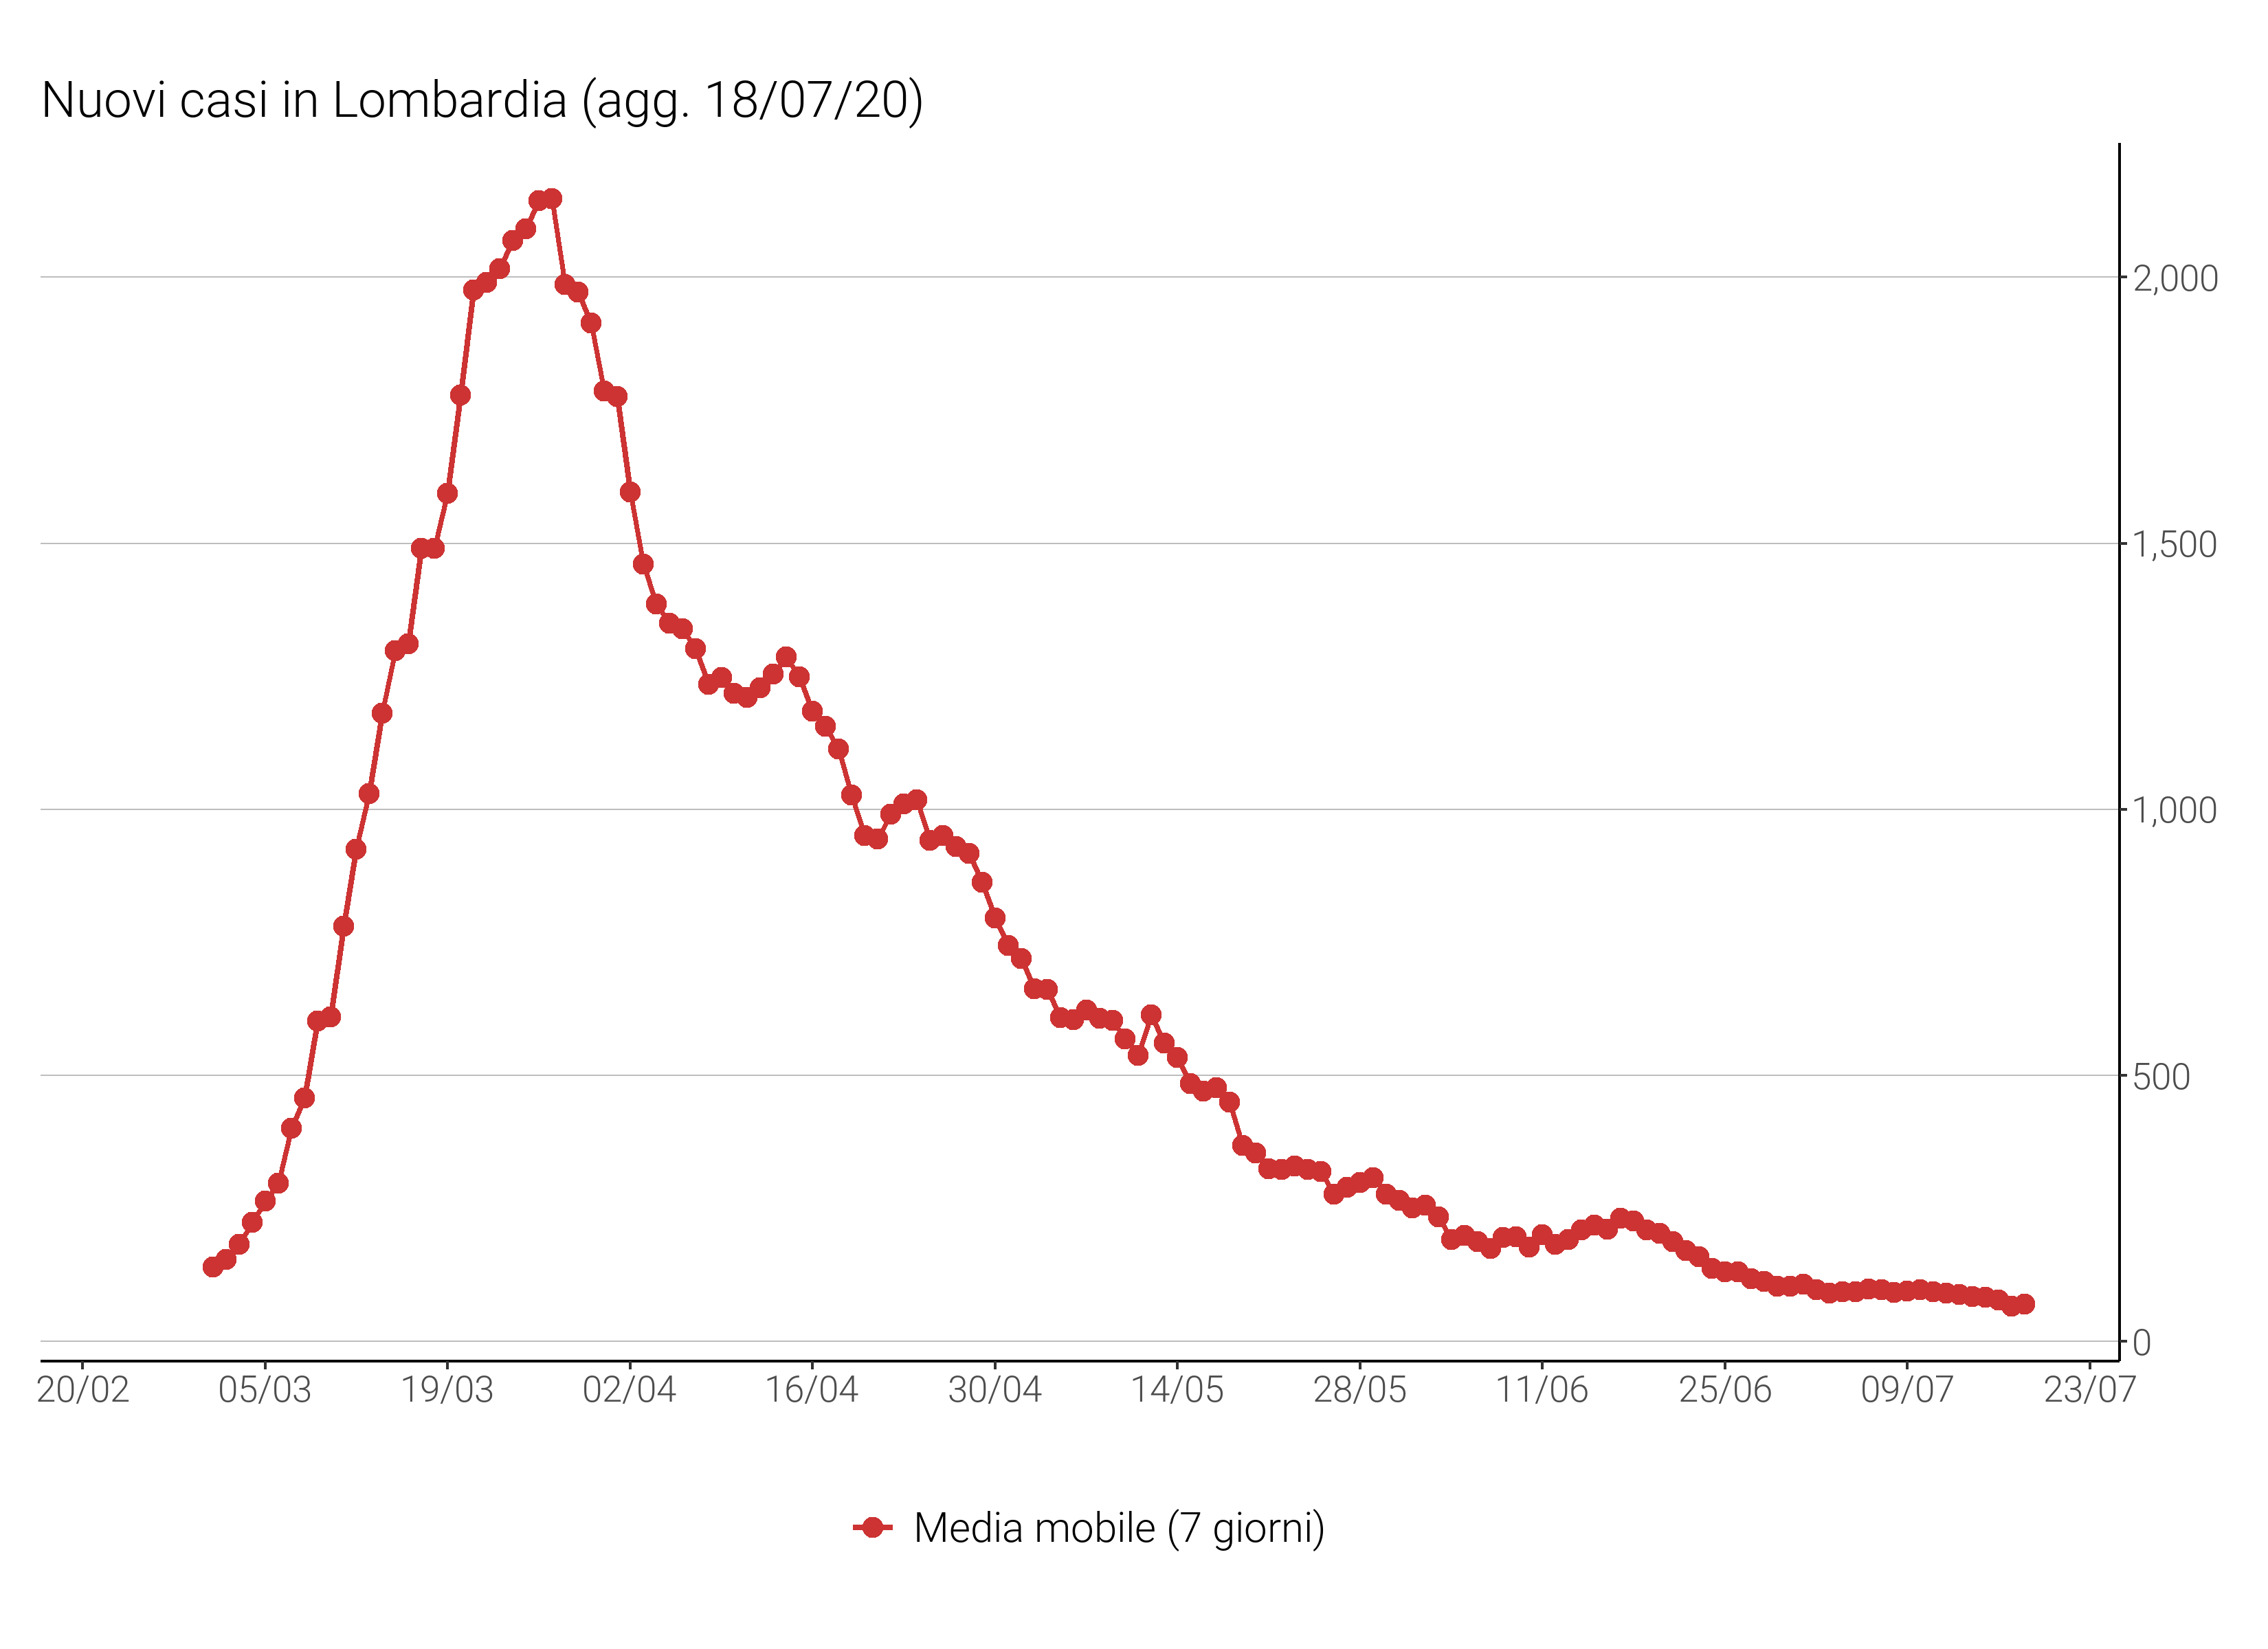 Nuovi casi in Lombardia (agg. 18/07/20)
2,000
1,500
1,000
500
0
20/02 05/03 19/03 02/04 16/04 30/04 14/05 28/05 11/06 25/06 09/07 23/07
Media mobile (7 giorni)